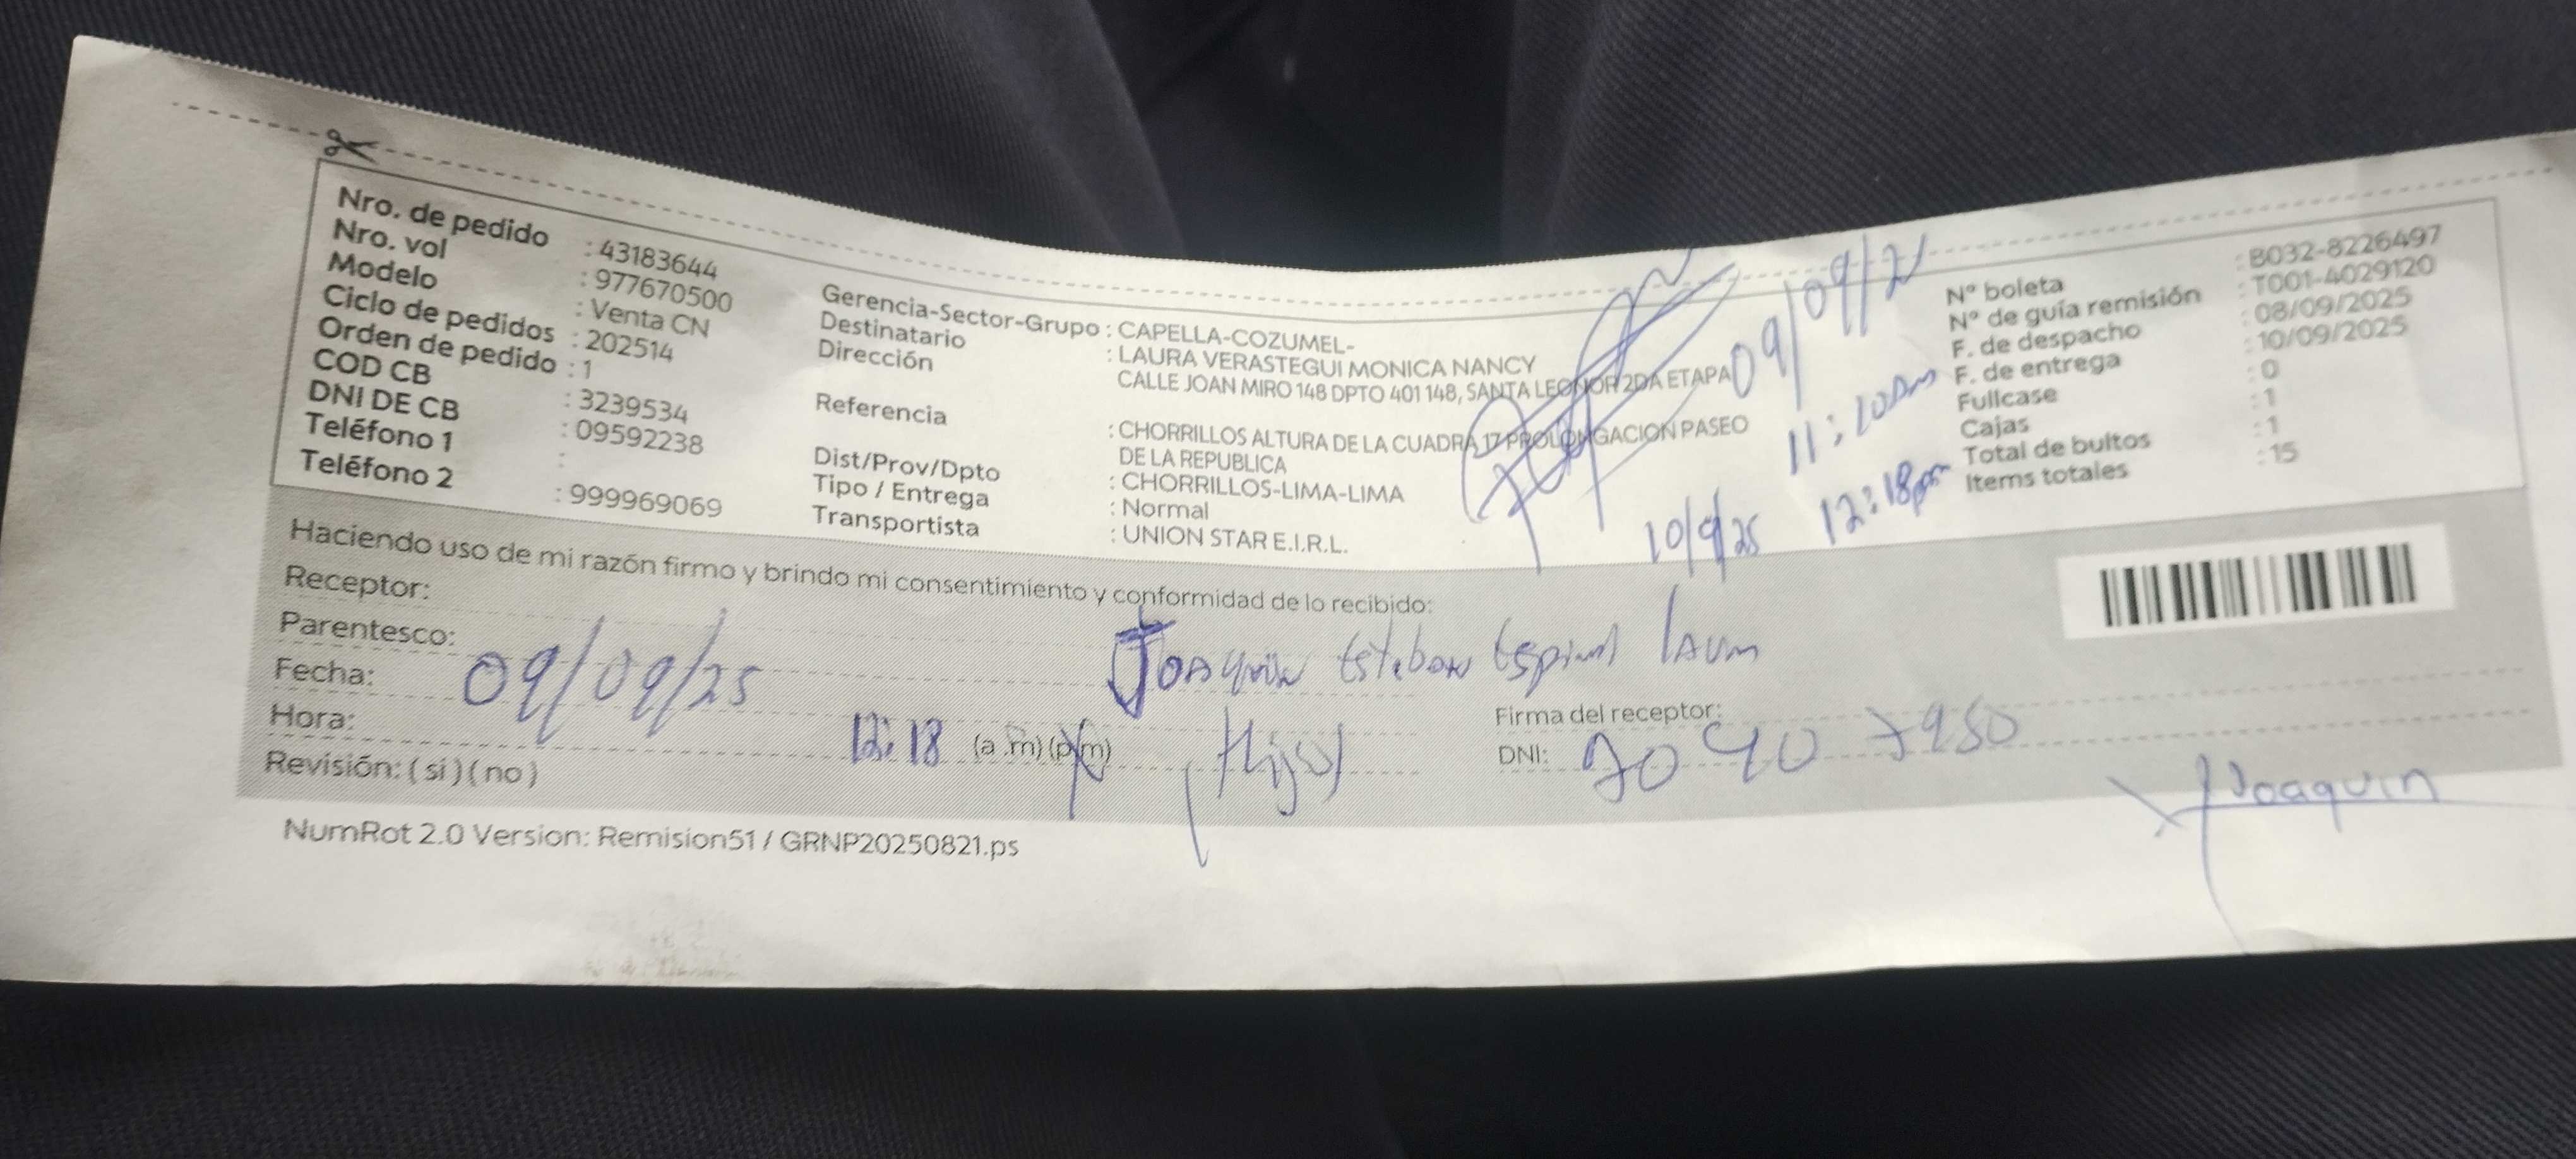 Nro. de pedido : 43183644
Nro. vol : 977670500
Modelo : Venta CN
Ciclo de pedidos : 202514
Orden de pedido : 1
COD CB : 3239534
DNI DE CB : 09592238
Teléfono 1 :
Teléfono 2 : 999969069
Gerencia-Sector-Grupo : CAPELLA-COZUMEL-
Destinatario : LAURA VERASTEGUI MONICA NANCY
Dirección CALLE JOAN MIRO 148 DPTO 401 148, SANTA LEONOR 2DA ETAPA
Referencia : CHORRILLOS ALTURA DE LA CUADRA 17 PROLONGACION PASEO
DE LA REPUBLICA
Dist/Prov/Dpto : CHORRILLOS-LIMA-LIMA
Tipo / Entrega : Normal
Transportista : UNION STAR E.I.R.L.
09/09/2
11:20am
10/9/25 12:18pm
N° boleta : B032-8226497
N° de guía remisión : T001-4029120
F. de despacho : 08/09/2025
F. de entrega : 10/09/2025
Fullcase : 0
Cajas : 1
Total de bultos : 1
Items totales : 15
Haciendo uso de mi razón firmo y brindo mi consentimiento y conformidad de lo recibido:
Receptor: Joaquin Esteban Laura
Parentesco: (Hijo)
Fecha: 09/09/25
Hora: 12:18 (a.m) (p.m)
Revisión: ( si ) ( no )
Firma del receptor:
DNI: 70407950
Joaquin
NumRot 2.0 Version: Remision51 / GRNP20250821.ps